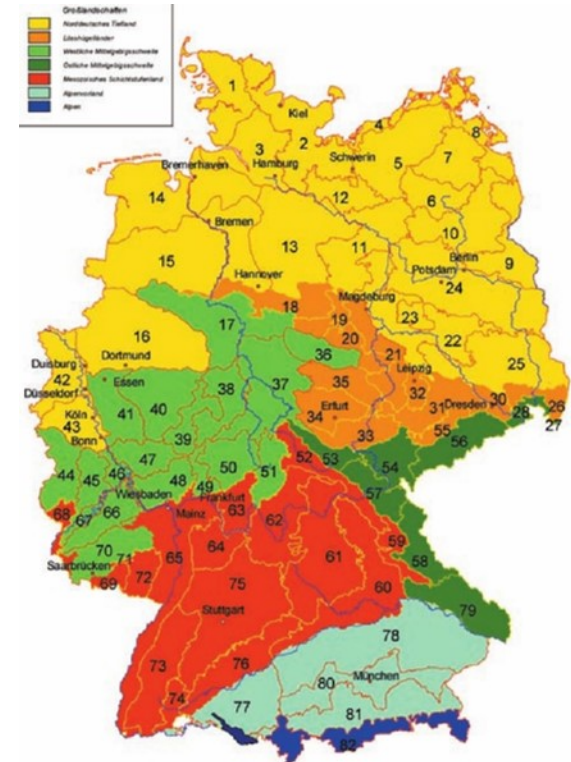 Großlandschaften
Norddeutsches Tiefland
Lösshügelländer
Westliche Mittelgebirgsschwelle
Östliche Mittelgebirgsschwelle
Mesozoisches Schichtstufenland
Alpenvorland
Alpen
1
Kiel
4
8
3
2
5
7
Bremerhaven
Hamburg
Schwerin
14
12
6
Bremen
10
13
11
15
Berlin
9
Hannover
Potsdam
24
18
Magdeburg
16
17
19
23
20
22
36
21
25
Duisburg
Dortmund
42
Essen
38
37
35
Leipzig
32
Düsseldorf
41
40
34
Erfurt
31
Dresden
30
26
28
27
Köln
43
39
33
55
56
Bonn
47
52
53
54
44
45
46
48
49
50
51
57
Wiesbaden
Frankfurt
68
67
66
Mainz
63
62
59
70
71
65
64
61
58
Saarbrücken
69
72
75
60
79
Stuttgart
78
73
76
München
80
74
77
81
82